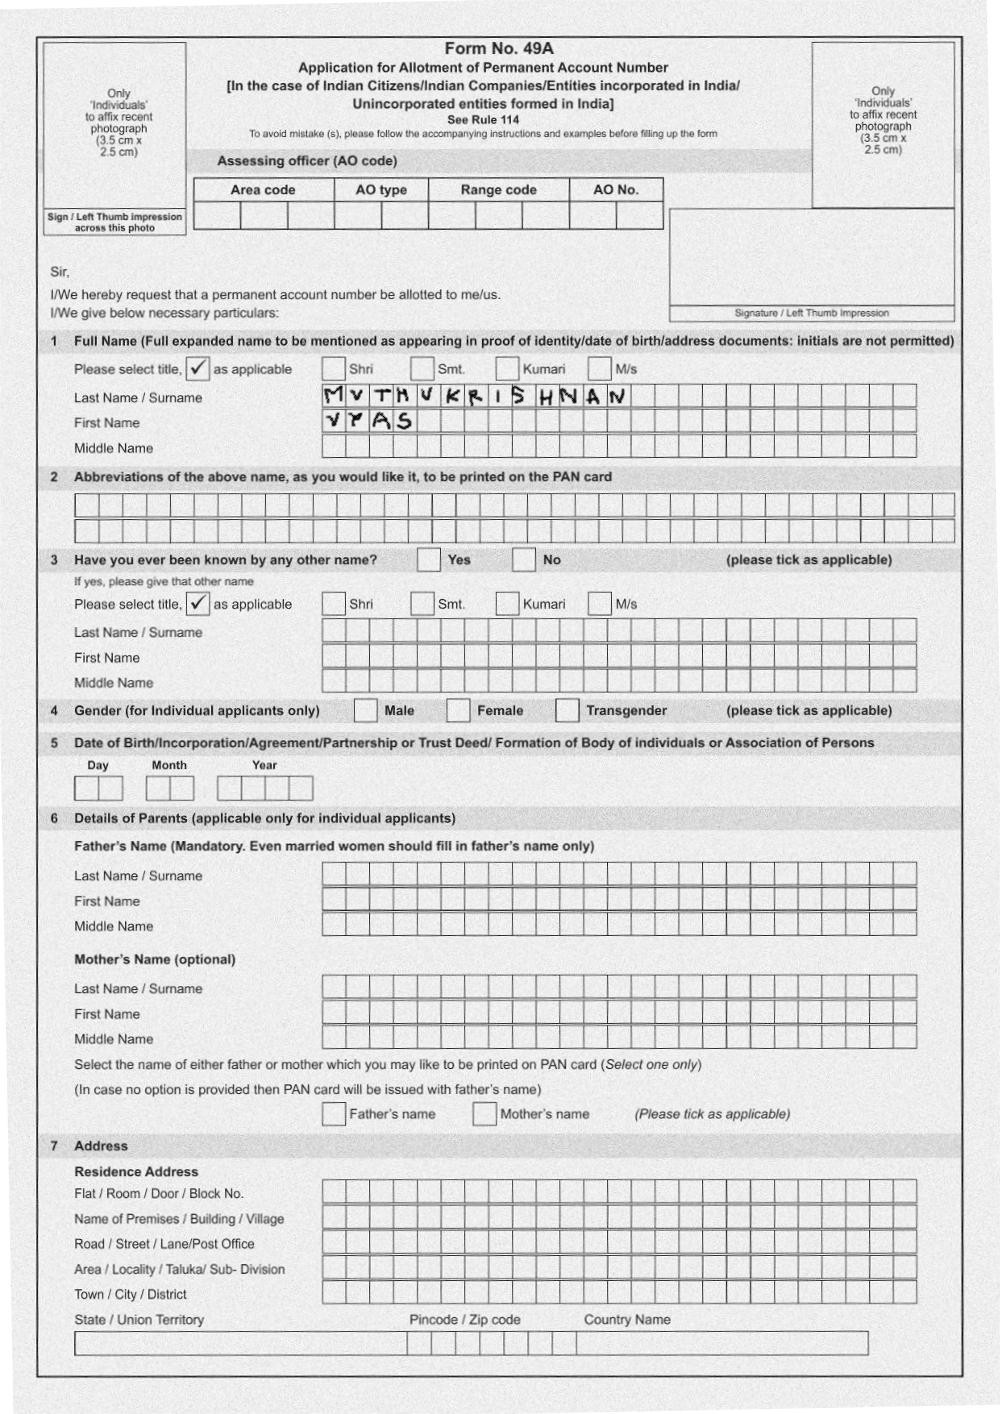 Form No. 49A
Application for Allotment of Permanent Account Number
[In the case of Indian Citizens/Indian Companies/Entities incorporated in India/
Unincorporated entities formed in India]
See Rule 114
To avoid mistake (s), please follow the accompanying instructions and examples before filling up the form
Only
'Individuals'
to affix recent
photograph
(3.5 cm x
2.5 cm)
Only
'Individuals'
to affix recent
photograph
(3.5 cm x
2.5 cm)
Assessing officer (AO code)
Area code AO type Range code AO No.
Sign / Left Thumb impression
across this photo
Signature / Left Thumb Impression
Sir,
I/We hereby request that a permanent account number be allotted to me/us.
I/We give below necessary particulars:
1 Full Name (Full expanded name to be mentioned as appearing in proof of identity/date of birth/address documents: initials are not permitted)
Please select title, ✓ as applicable Shri Smt. Kumari M/s
Last Name / Surname MUTHUKRISHNAN
First Name VYAS
Middle Name
2 Abbreviations of the above name, as you would like it, to be printed on the PAN card
3 Have you ever been known by any other name? Yes No (please tick as applicable)
If yes, please give that other name
Please select title, ✓ as applicable Shri Smt. Kumari M/s
Last Name / Surname
First Name
Middle Name
4 Gender (for Individual applicants only) Male Female Transgender (please tick as applicable)
5 Date of Birth/Incorporation/Agreement/Partnership or Trust Deed/ Formation of Body of individuals or Association of Persons
Day Month Year
6 Details of Parents (applicable only for individual applicants)
Father's Name (Mandatory. Even married women should fill in father's name only)
Last Name / Surname
First Name
Middle Name
Mother's Name (optional)
Last Name / Surname
First Name
Middle Name
Select the name of either father or mother which you may like to be printed on PAN card (Select one only)
(In case no option is provided then PAN card will be issued with father's name)
Father's name Mother's name (Please tick as applicable)
7 Address
Residence Address
Flat / Room / Door / Block No.
Name of Premises / Building / Village
Road / Street / Lane/Post Office
Area / Locality / Taluka/ Sub- Division
Town / City / District
State / Union Territory Pincode / Zip code Country Name